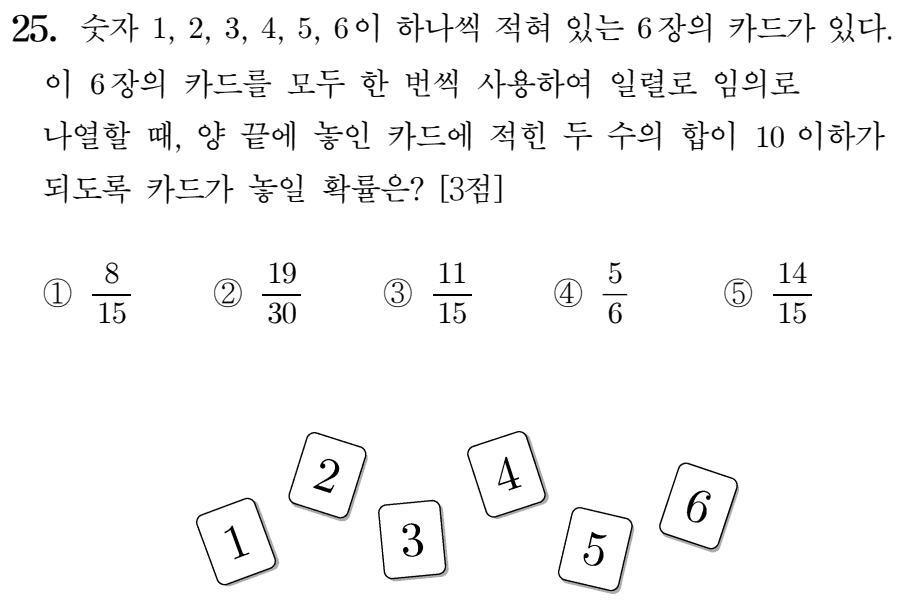 25. 숫자 1, 2, 3, 4, 5, 6이 하나씩 적혀 있는 6장의 카드가 있다.
이 6장의 카드를 모두 한 번씩 사용하여 일렬로 임의로
나열할 때, 양 끝에 놓인 카드에 적힌 두 수의 합이 10 이하가
되도록 카드가 놓일 확률은? [3점]
① 8/15 ② 19/30 ③ 11/15 ④ 5/6 ⑤ 14/15
1 2 3 4 5 6